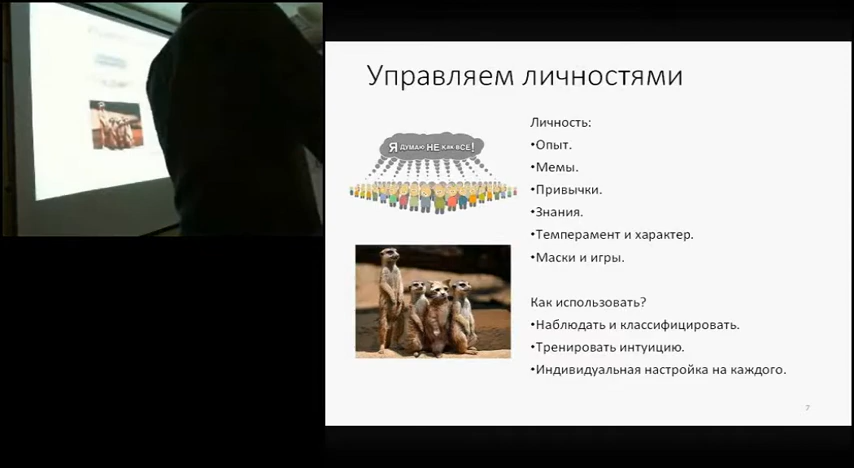 Управляем личностями
Я ДУМАЮ НЕ КАК ВСЕ!
Личность:
•Опыт.
•Мемы.
•Привычки.
•Знания.
•Темперамент и характер.
•Маски и игры.
Как использовать?
•Наблюдать и классифицировать.
•Тренировать интуицию.
•Индивидуальная настройка на каждого.
7